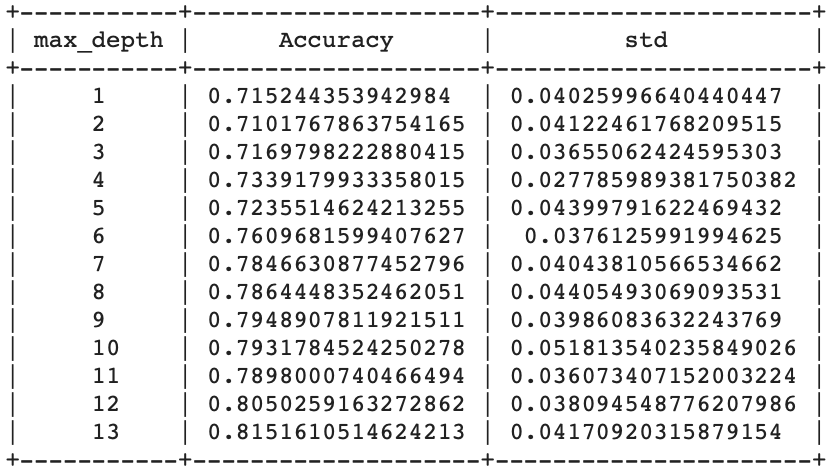 +-----------+--------------------+----------------------+
| max_depth |      Accuracy      |         std          |
+-----------+--------------------+----------------------+
|     1     | 0.715244353942984  | 0.04025996640440447  |
|     2     | 0.7101767863754165 | 0.04122461768209515  |
|     3     | 0.7169798222880415 | 0.03655062424595303  |
|     4     | 0.7339179933358015 | 0.027785989381750382 |
|     5     | 0.7235514624213255 | 0.04399791622469432  |
|     6     | 0.7609681599407627 |  0.0376125991994625  |
|     7     | 0.7846630877452796 | 0.04043810566534662  |
|     8     | 0.7864448352462051 | 0.04405493069093531  |
|     9     | 0.7948907811921511 | 0.03986083632243769  |
|     10    | 0.7931784524250278 | 0.051813540235849026 |
|     11    | 0.7898000740466494 | 0.036073407152003224 |
|     12    | 0.8050259163272862 | 0.038094548776207986 |
|     13    | 0.8151610514624213 | 0.04170920315879154  |
+-----------+--------------------+----------------------+